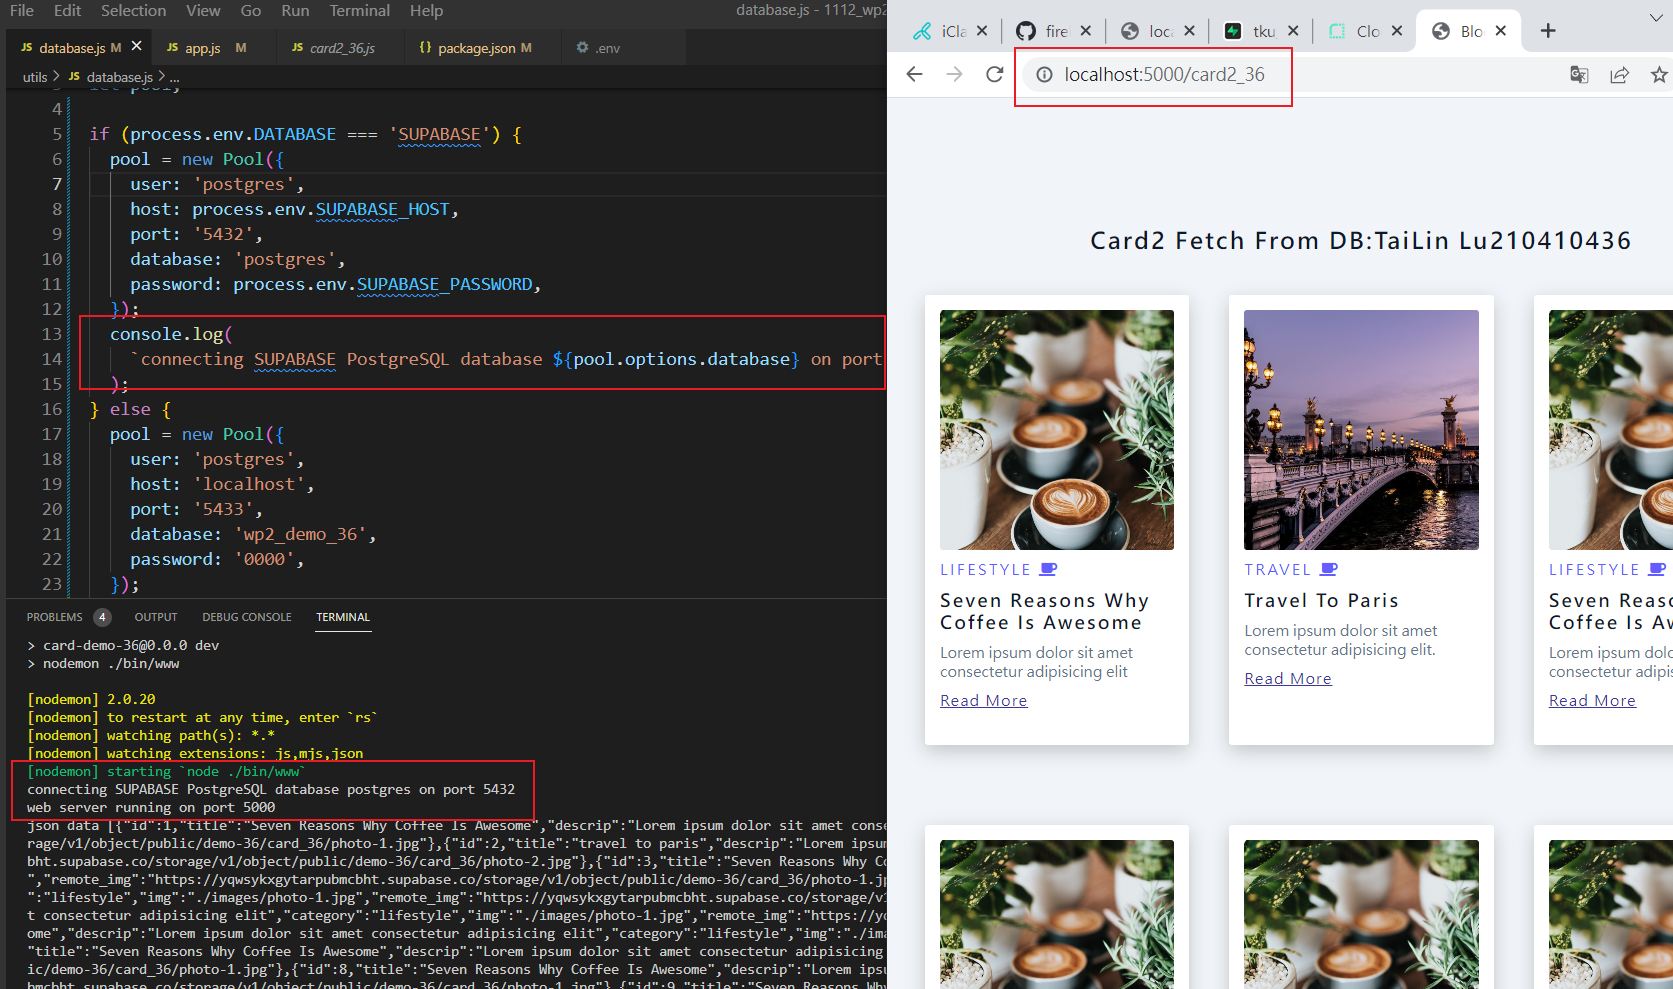 File Edit Selection View Go Run Terminal Help
database.js - 1112_wp2
JS database.js M
JS app.js M
JS card2_36.js
{} package.json M
.env
utils > JS database.js > ...
4
5 if (process.env.DATABASE === 'SUPABASE') {
6 pool = new Pool({
7 user: 'postgres',
8 host: process.env.SUPABASE_HOST,
9 port: '5432',
10 database: 'postgres',
11 password: process.env.SUPABASE_PASSWORD,
12 });
13 console.log(
14 `connecting SUPABASE PostgreSQL database ${pool.options.database} on port
15 );
16 } else {
17 pool = new Pool({
18 user: 'postgres',
19 host: 'localhost',
20 port: '5433',
21 database: 'wp2_demo_36',
22 password: '0000',
23 });
PROBLEMS 4 OUTPUT DEBUG CONSOLE TERMINAL
> card-demo-36@0.0.0 dev
> nodemon ./bin/www
[nodemon] 2.0.20
[nodemon] to restart at any time, enter `rs`
[nodemon] watching path(s): *.*
[nodemon] watching extensions: js,mjs,json
[nodemon] starting `node ./bin/www`
connecting SUPABASE PostgreSQL database postgres on port 5432
web server running on port 5000
json data [{"id":1,"title":"Seven Reasons Why Coffee Is Awesome","descrip":"Lorem ipsum dolor sit amet conse
rage/v1/object/public/demo-36/card_36/photo-1.jpg"},{"id":2,"title":"travel to paris","descrip":"Lorem ipsum
bht.supabase.co/storage/v1/object/public/demo-36/card_36/photo-2.jpg"},{"id":3,"title":"Seven Reasons Why Co
","remote_img":"https://yqwsykxgytarpubmcbht.supabase.co/storage/v1/object/public/demo-36/card_36/photo-1.jp
":"lifestyle","img":"./images/photo-1.jpg","remote_img":"https://yqwsykxgytarpubmcbht.supabase.co/storage/v1
t consectetur adipisicing elit","category":"lifestyle","img":"./images/photo-1.jpg","remote_img":"https://yq
ome","descrip":"Lorem ipsum dolor sit amet consectetur adipisicing elit","category":"lifestyle","img":"./ima
"title":"Seven Reasons Why Coffee Is Awesome","descrip":"Lorem ipsum dolor sit amet consectetur adipisicing
ic/demo-36/card_36/photo-1.jpg"},{"id":8,"title":"Seven Reasons Why Coffee Is Awesome","descrip":"Lorem ipsu
iCla
fire
loca
tku_
Clo
Blo
localhost:5000/card2_36
Card2 Fetch From DB:TaiLin Lu210410436
LIFESTYLE
Seven Reasons Why
Coffee Is Awesome
Lorem ipsum dolor sit amet
consectetur adipisicing elit
Read More
TRAVEL
Travel To Paris
Lorem ipsum dolor sit amet
consectetur adipisicing elit.
Read More
LIFESTYLE
Seven Reaso
Coffee Is Aw
Lorem ipsum dolo
consectetur adipis
Read More